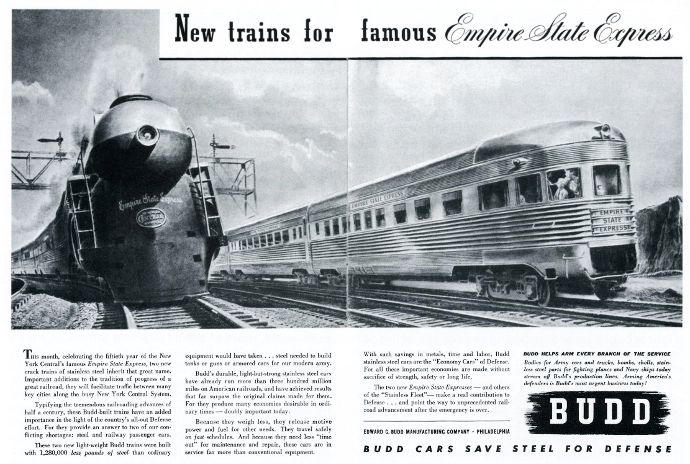 New trains for famous Empire State Express
Empire State Express
NEW YORK
CENTRAL
EMPIRE STATE EXPRESS
EMPIRE
STATE
EXPRESS
This month, celebrating the fiftieth year of the New
York Central's famous Empire State Express, two new
crack trains of stainless steel inherit that great name.
Important additions to the tradition of progress of a
great railroad, they will facilitate traffic between many
key cities along the busy New York Central System.
Typifying the tremendous railroading advances of
half a century, these Budd-built trains have an added
importance in the light of the country's all-out Defense
effort. For they provide an answer to two of our con-
flicting shortages: steel and railway passenger cars.
These two new light-weight Budd trains were built
with 1,280,000 less pounds of steel than ordinary
equipment would have taken . . . steel needed to build
tanks or guns or armored cars for our modern army.
Budd's durable, light-but-strong stainless steel cars
have already run more than three hundred million
miles on American railroads, and have achieved results
that far surpass the original claims made for them.
For they produce many economies desirable in ordi-
nary times — doubly important today.
Because they weigh less, they release motive
power and fuel for other needs. They travel safely
on fast schedules. And because they need less "time
out" for maintenance and repair, these cars are in
service far more than conventional equipment.
With such savings in metals, time and labor, Budd
stainless steel cars are the "Economy Cars" of Defense.
For all these important economies are made without
sacrifice of strength, safety or long life.
The two new Empire State Expresses — and others
of the "Stainless Fleet"— make a real contribution to
Defense . . . and point the way to unprecedented rail-
road advancement after the emergency is over.
EDWARD G. BUDD MANUFACTURING COMPANY · PHILADELPHIA
BUDD HELPS ARM EVERY BRANCH OF THE SERVICE
Bodies for Army cars and trucks, bombs, shells, stain-
less steel parts for fighting planes and Navy ships today
stream off Budd's production lines. Arming America's
defenders is Budd's most urgent business today!
BUDD
BUDD CARS SAVE STEEL FOR DEFENSE